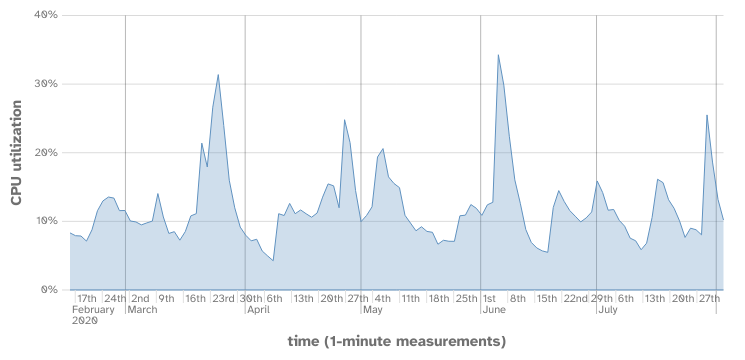 40%
30%
20%
10%
0%
CPU utilization
17th 24th 2nd 9th 16th 23rd 30th 6th 13th 20th 27th 4th 11th 18th 25th 1st 8th 15th 22nd 29th 6th 13th 20th 27th
February March April May June July
2020
time (1-minute measurements)